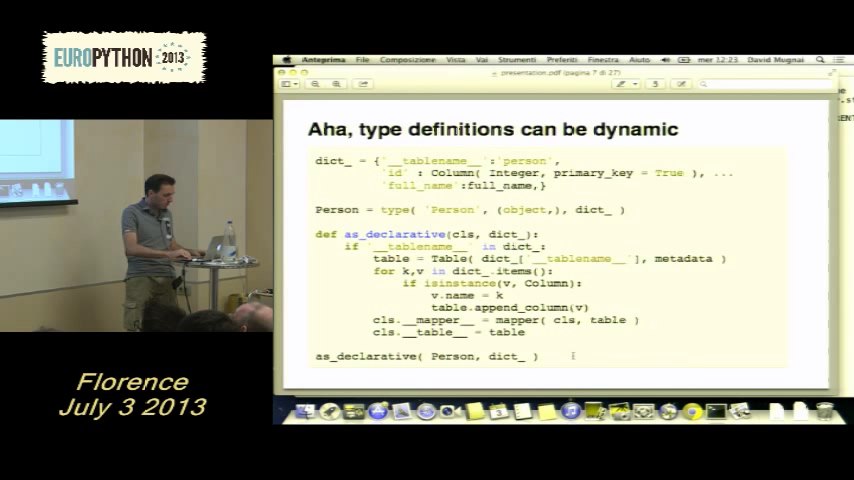 EUROPYTHON 2013
Anteprima File Composizione Vista Vai Strumenti Preferiti Finestra Aiuto mer 12:23 David Mugnai
presentation.pdf (pagina 7 di 27)
Aha, type definitions can be dynamic
dict_ = {'__tablename__':'person',
'id' : Column( Integer, primary_key = True ), ...
'full_name':full_name,}
Person = type( 'Person', (object,), dict_ )
def as_declarative(cls, dict_):
if '__tablename__' in dict_:
table = Table( dict_['__tablename__'], metadata )
for k,v in dict_.items():
if isinstance(v, Column):
v.name = k
table.append_column(v)
cls.__mapper__ = mapper( cls, table )
cls.__table__ = table
as_declarative( Person, dict_ )
Florence
July 3 2013